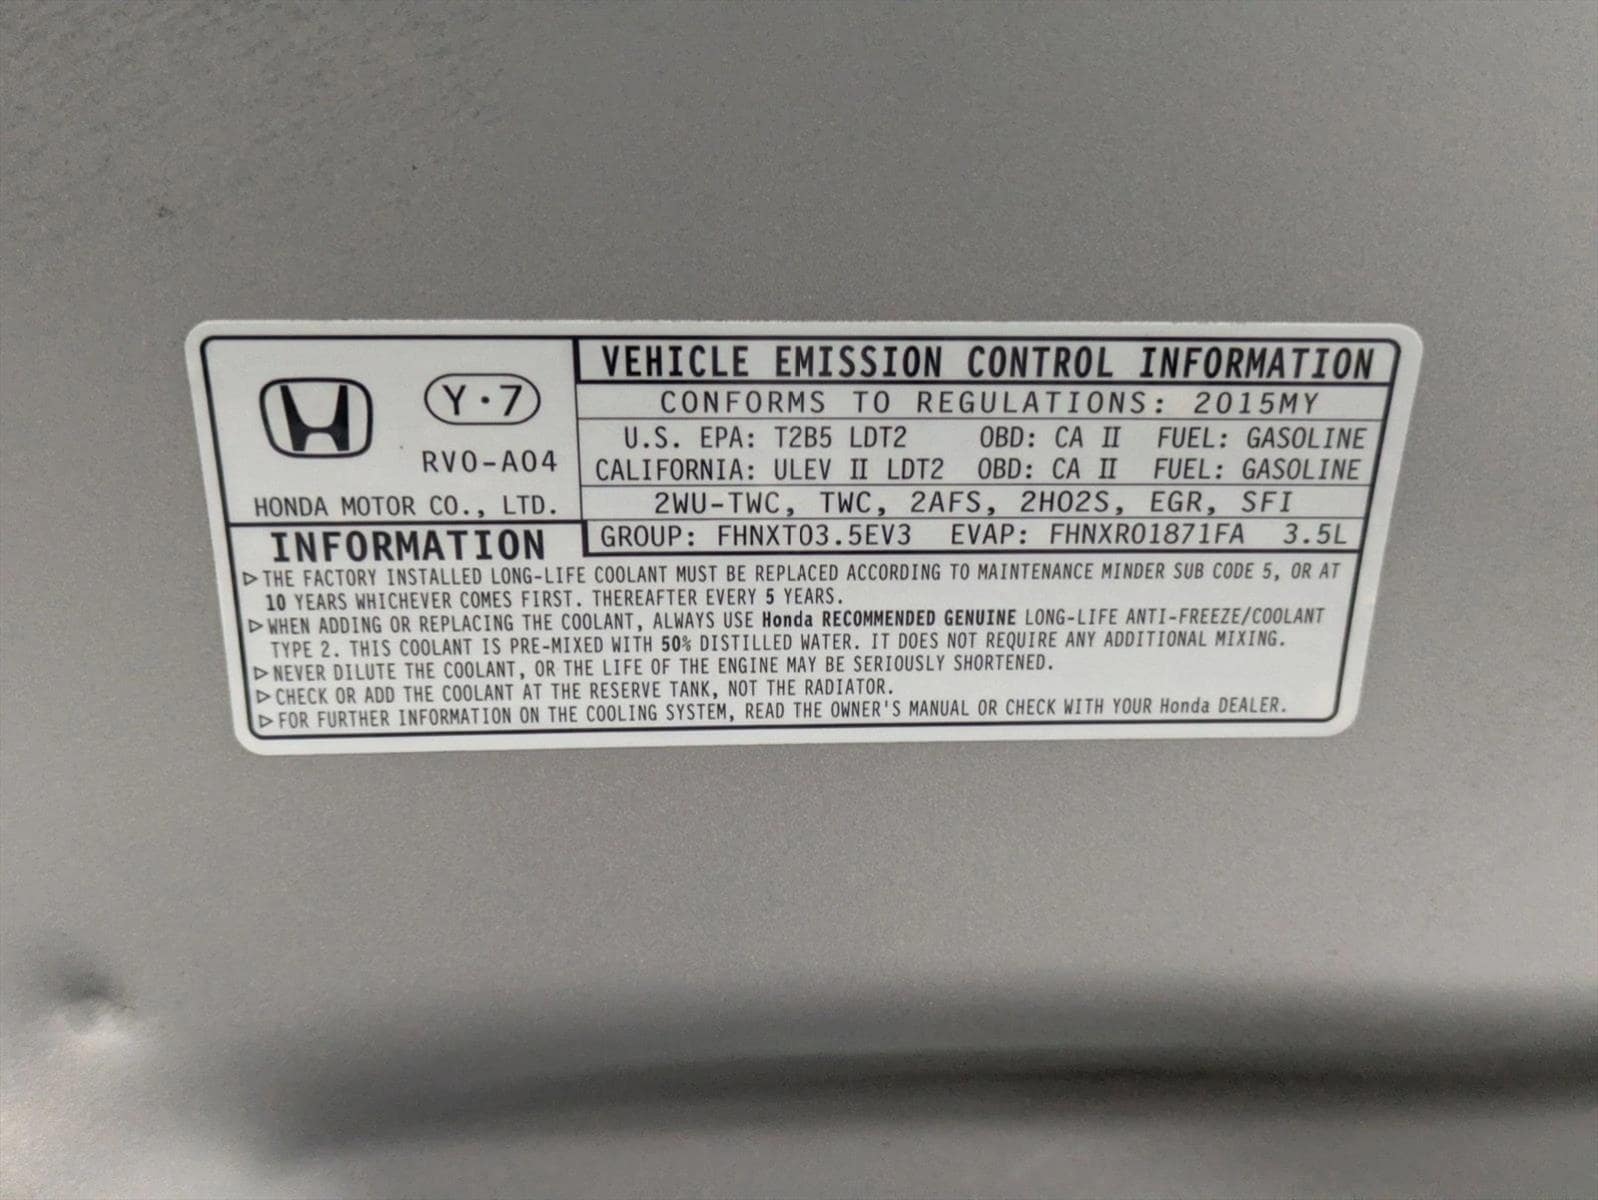 Y·7
RV0-A04
HONDA MOTOR CO., LTD.
VEHICLE EMISSION CONTROL INFORMATION
CONFORMS TO REGULATIONS: 2015MY
U.S. EPA: T2B5 LDT2 OBD: CA II FUEL: GASOLINE
CALIFORNIA: ULEV II LDT2 OBD: CA II FUEL: GASOLINE
2WU-TWC, TWC, 2AFS, 2HO2S, EGR, SFI
GROUP: FHNXT03.5EV3 EVAP: FHNXR01871FA 3.5L
INFORMATION
▷THE FACTORY INSTALLED LONG-LIFE COOLANT MUST BE REPLACED ACCORDING TO MAINTENANCE MINDER SUB CODE 5, OR AT
10 YEARS WHICHEVER COMES FIRST. THEREAFTER EVERY 5 YEARS.
▷WHEN ADDING OR REPLACING THE COOLANT, ALWAYS USE Honda RECOMMENDED GENUINE LONG-LIFE ANTI-FREEZE/COOLANT
TYPE 2. THIS COOLANT IS PRE-MIXED WITH 50% DISTILLED WATER. IT DOES NOT REQUIRE ANY ADDITIONAL MIXING.
▷NEVER DILUTE THE COOLANT, OR THE LIFE OF THE ENGINE MAY BE SERIOUSLY SHORTENED.
▷CHECK OR ADD THE COOLANT AT THE RESERVE TANK, NOT THE RADIATOR.
▷FOR FURTHER INFORMATION ON THE COOLING SYSTEM, READ THE OWNER'S MANUAL OR CHECK WITH YOUR Honda DEALER.